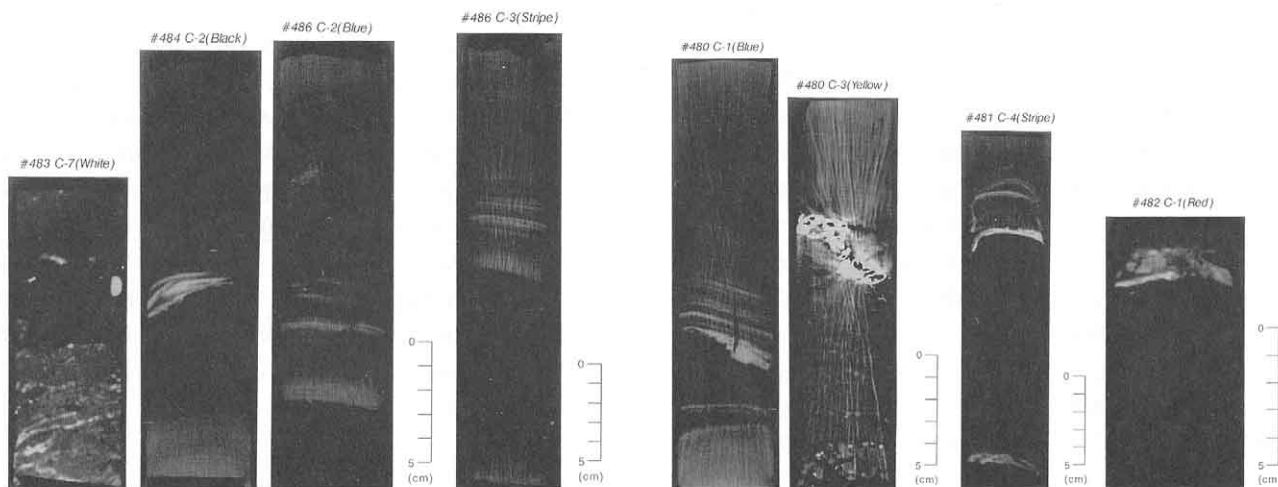 #483 C-7(White)
#484 C-2(Black)
#486 C-2(Blue)
0
5
(cm)
#486 C-3(Stripe)
0
5
(cm)
#480 C-1(Blue)
#480 C-3(Yellow)
0
5
(cm)
#481 C-4(Stripe)
0
5
(cm)
#482 C-1(Red)
0
5
(cm)